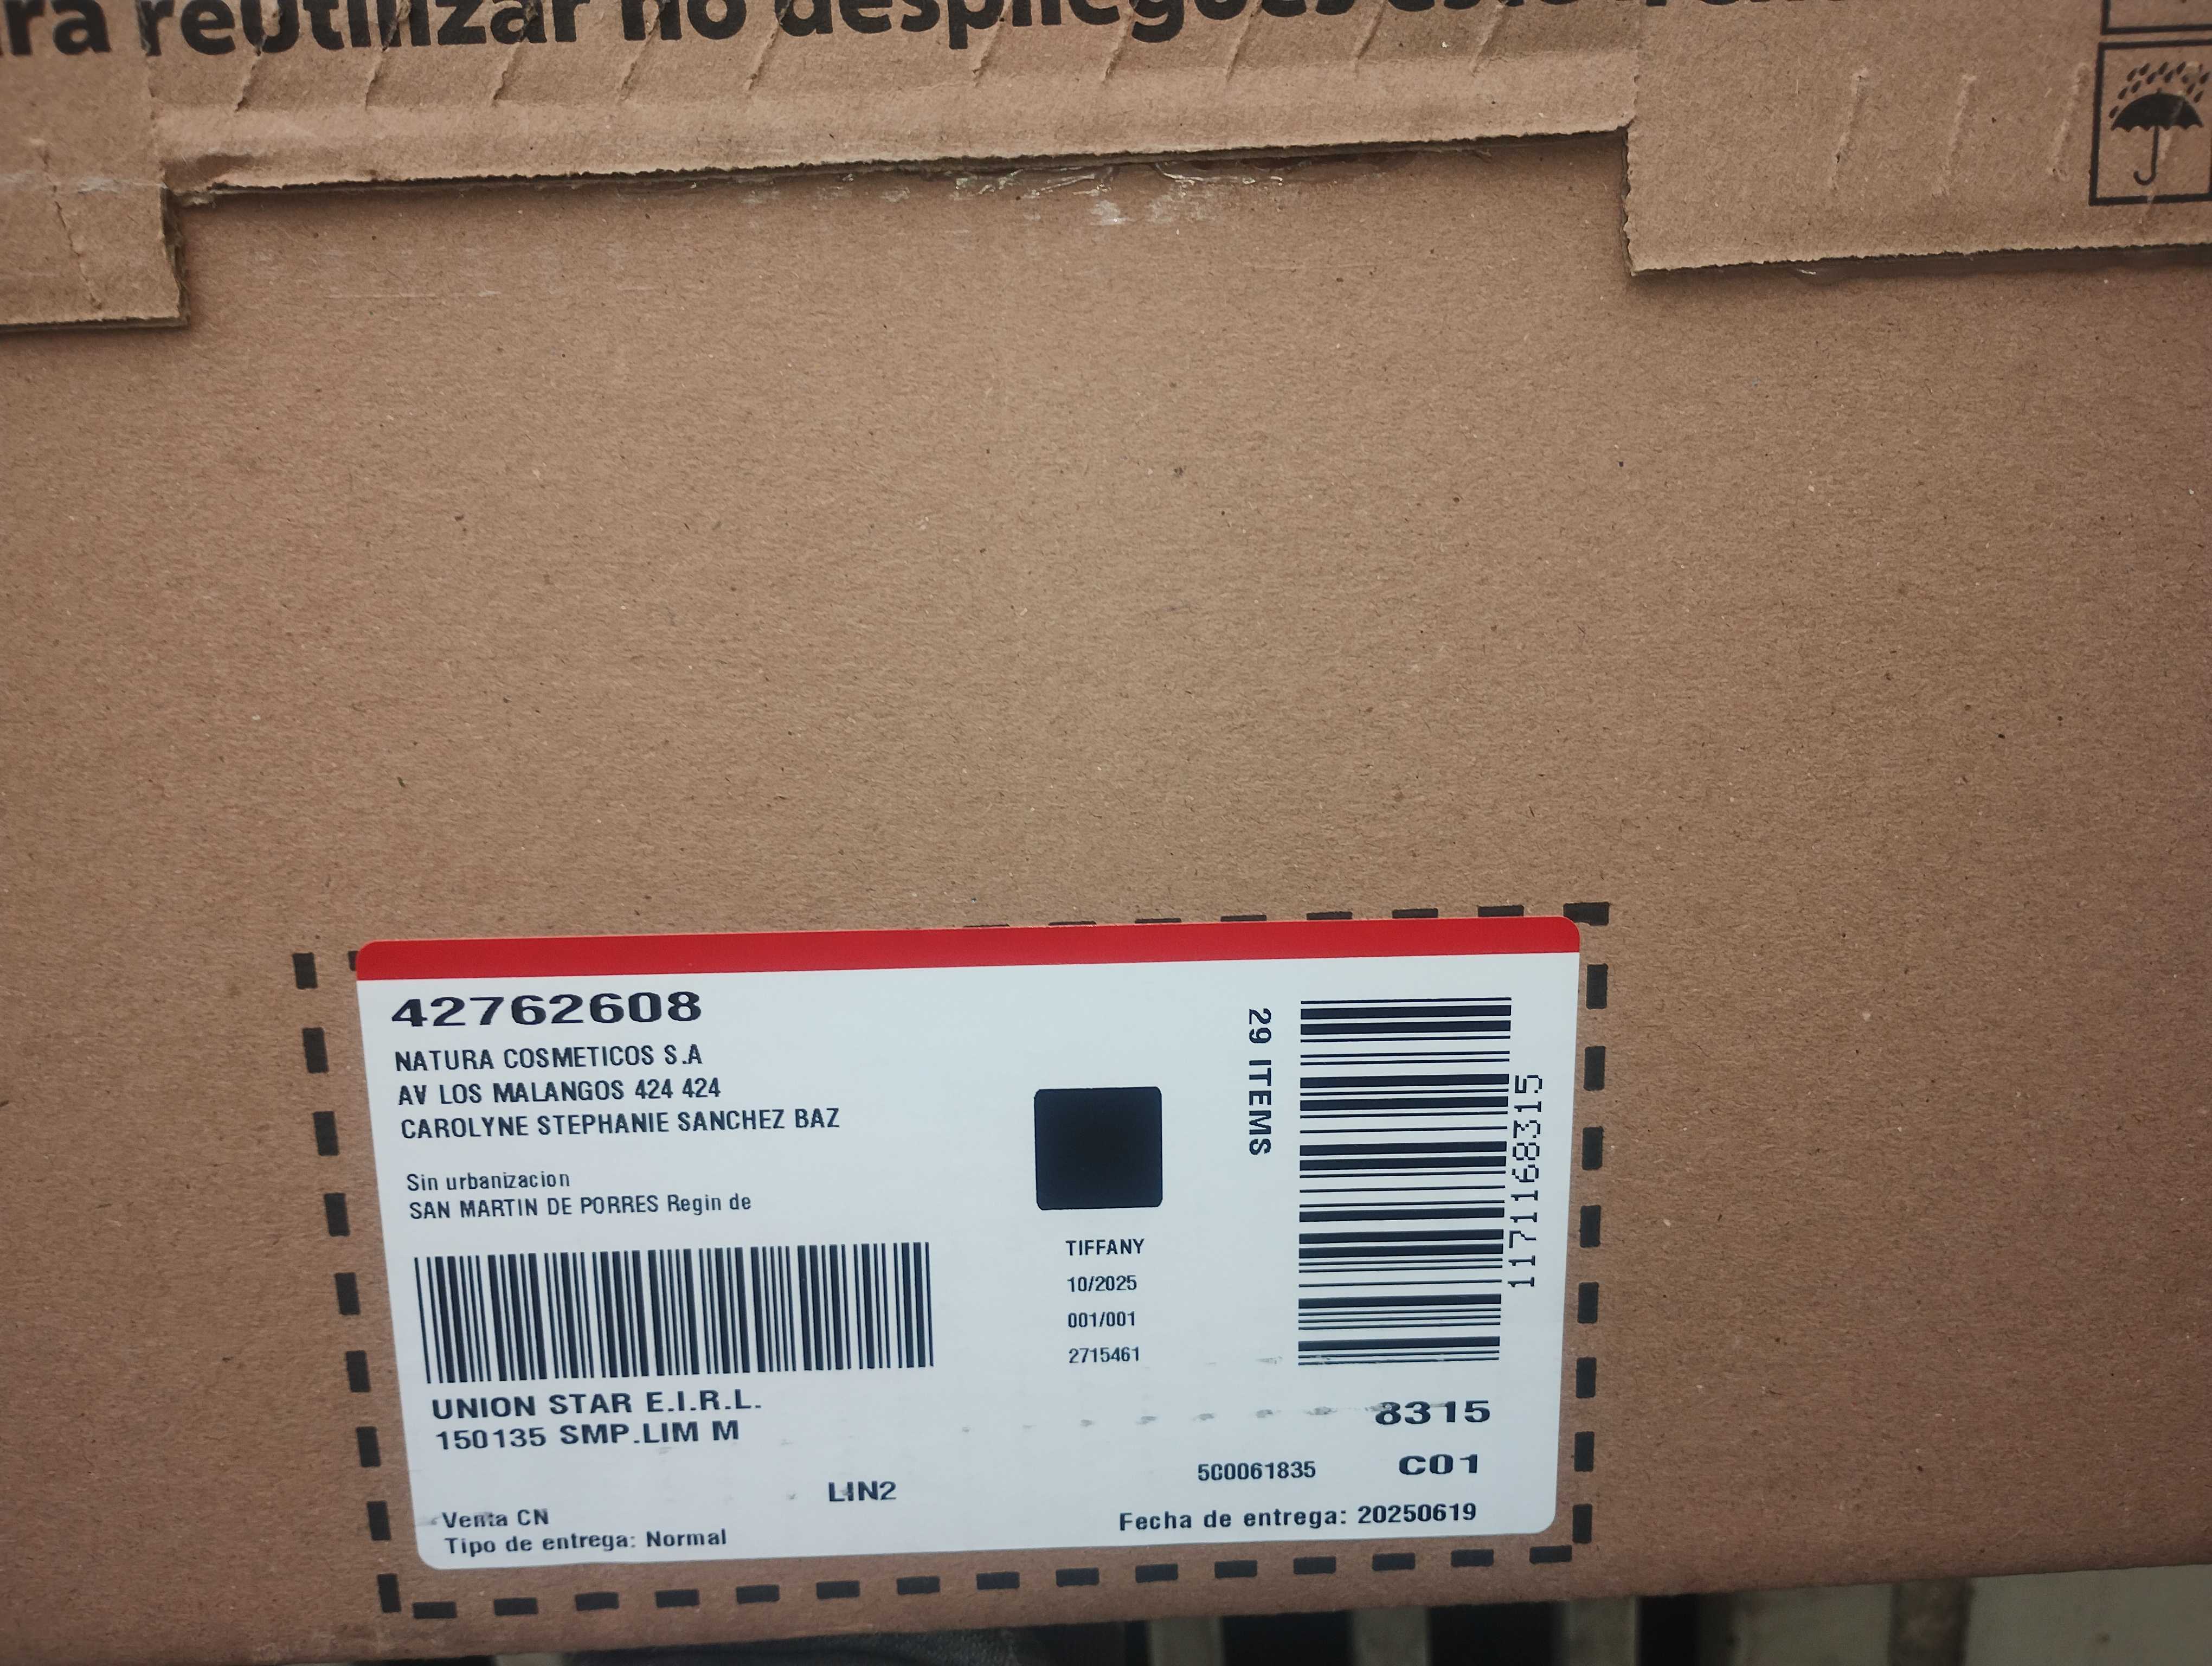 reutilizar no despliegues este
42762608
NATURA COSMETICOS S.A
AV LOS MALANGOS 424 424
CAROLYNE STEPHANIE SANCHEZ BAZ
Sin urbanizacion
SAN MARTIN DE PORRES Regin de
UNION STAR E.I.R.L.
150135 SMP.LIM M
LIN2
Venta CN
Tipo de entrega: Normal
TIFFANY
10/2025
001/001
2715461
29 ITEMS
1171168315
8315
5C0061835 C01
Fecha de entrega: 20250619